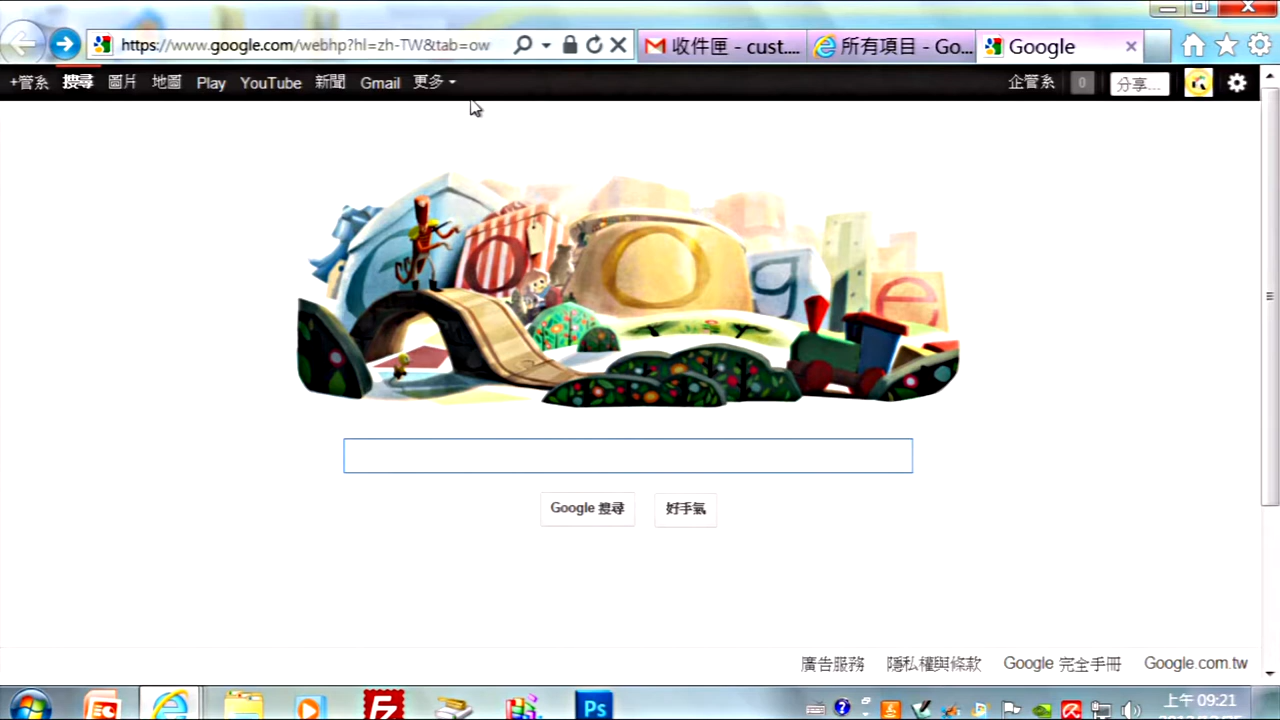 https://www.google.com/webhp?hl=zh-TW&tab=ow
收件匣 - cust....
所有項目 - Go...
Google
+管系 搜尋 圖片 地圖 Play YouTube 新聞 Gmail 更多
企管系 0 分享...
Google
Google 搜尋
好手氣
廣告服務 隱私權與條款 Google 完全手冊 Google.com.tw
Ps
上午 09:21